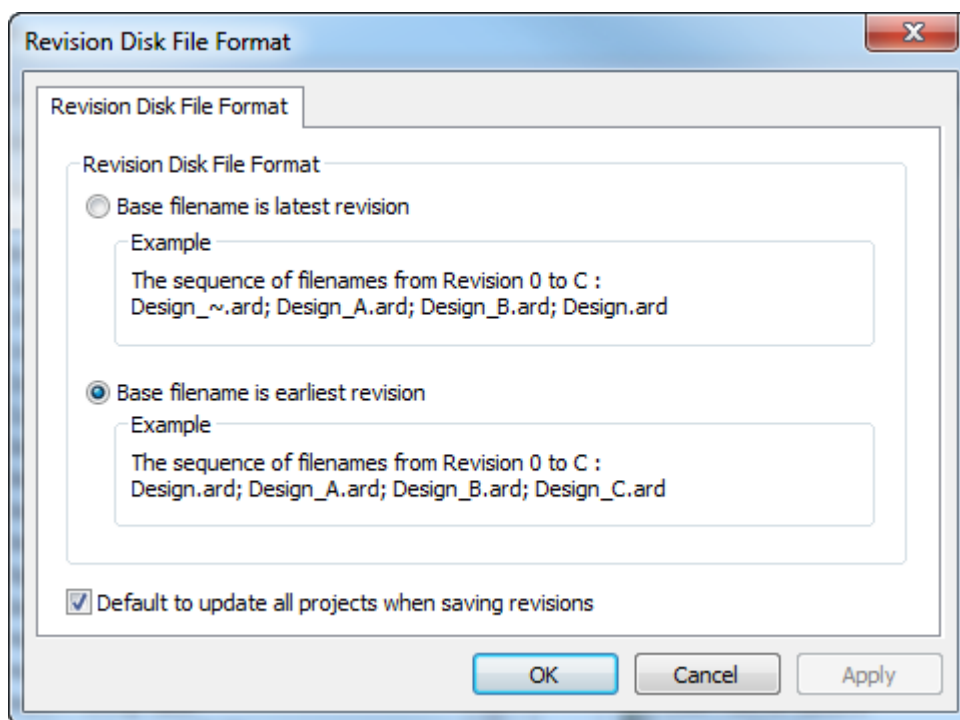 Revision Disk File Format
Revision Disk File Format
Revision Disk File Format
Base filename is latest revision
Example
The sequence of filenames from Revision 0 to C :
Design_~.ard; Design_A.ard; Design_B.ard; Design.ard
Base filename is earliest revision
Example
The sequence of filenames from Revision 0 to C :
Design.ard; Design_A.ard; Design_B.ard; Design_C.ard
Default to update all projects when saving revisions
OK Cancel Apply